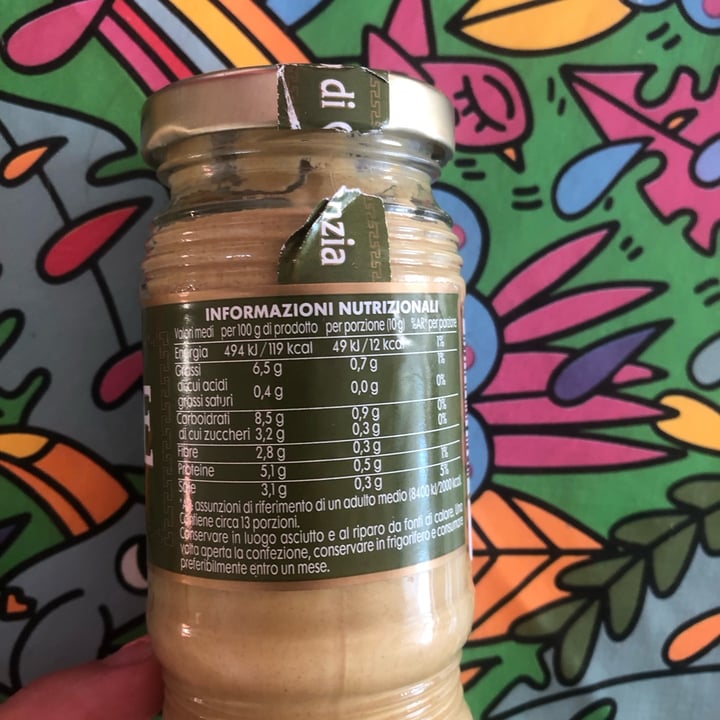 di
nzia
INFORMAZIONI NUTRIZIONALI
Valori medi per 100 g di prodotto per porzione (10g) %AR* per porzione
Energia 494 kJ/119 kcal 49 kJ/12 kcal 1%
Grassi 6,5 g 0,7 g 1%
di cui acidi
grassi saturi 0,4 g 0,0 g 0%
Carboidrati 8,5 g 0,9 g 0%
di cui zuccheri 3,2 g 0,3 g 0%
Fibre 2,8 g 0,3 g
Proteine 5,1 g 0,5 g 1%
Sale 3,1 g 0,3 g 5%
assunzioni di riferimento di un adulto medio (8400 kJ/2000 kcal)
Contiene circa 13 porzioni.
Conservare in luogo asciutto e al riparo da fonti di calore. Una
volta aperta la confezione, conservare in frigorifero e consumare
preferibilmente entro un mese.